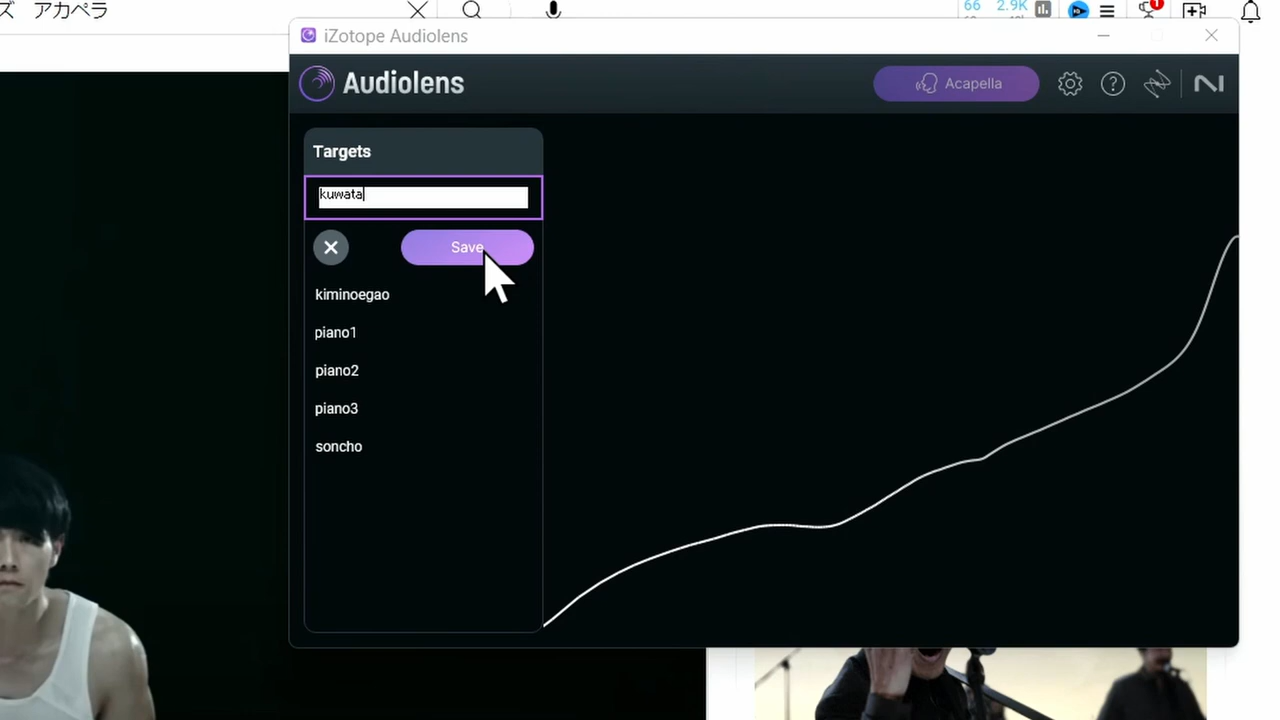 ズ アカペラ
66 2.9K
1
iZotope Audiolens
Audiolens
Acapella
Targets
kuwata
Save
kiminoegao
piano1
piano2
piano3
soncho